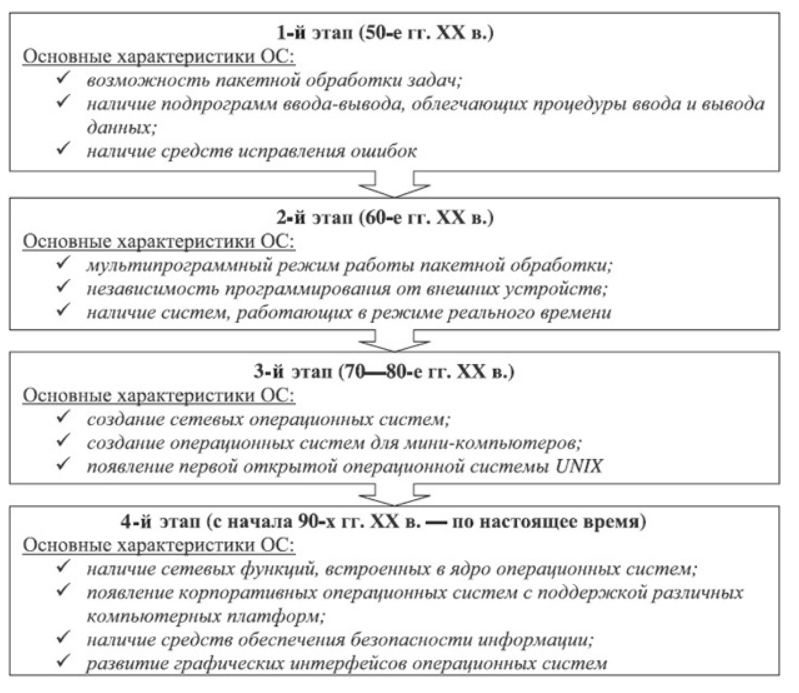 1-й этап (50-е гг. XX в.)
Основные характеристики ОС:
✓ возможность пакетной обработки задач;
✓ наличие подпрограмм ввода-вывода, облегчающих процедуры ввода и вывода
данных;
✓ наличие средств исправления ошибок
2-й этап (60-е гг. XX в.)
Основные характеристики ОС:
✓ мультипрограммный режим работы пакетной обработки;
✓ независимость программирования от внешних устройств;
✓ наличие систем, работающих в режиме реального времени
3-й этап (70—80-е гг. XX в.)
Основные характеристики ОС:
✓ создание сетевых операционных систем;
✓ создание операционных систем для мини-компьютеров;
✓ появление первой открытой операционной системы UNIX
4-й этап (с начала 90-х гг. XX в. — по настоящее время)
Основные характеристики ОС:
✓ наличие сетевых функций, встроенных в ядро операционных систем;
✓ появление корпоративных операционных систем с поддержкой различных
компьютерных платформ;
✓ наличие средств обеспечения безопасности информации;
✓ развитие графических интерфейсов операционных систем